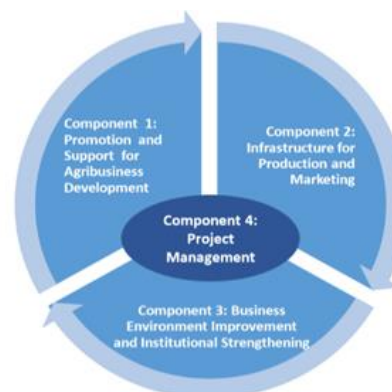 Component 1:
Promotion and
Support for
Agribusiness
Development
Component 2:
Infrastructure for
Production and
Marketing
Component 4:
Project
Management
Component 3: Business
Environment Improvement
and Institutional Strengthening